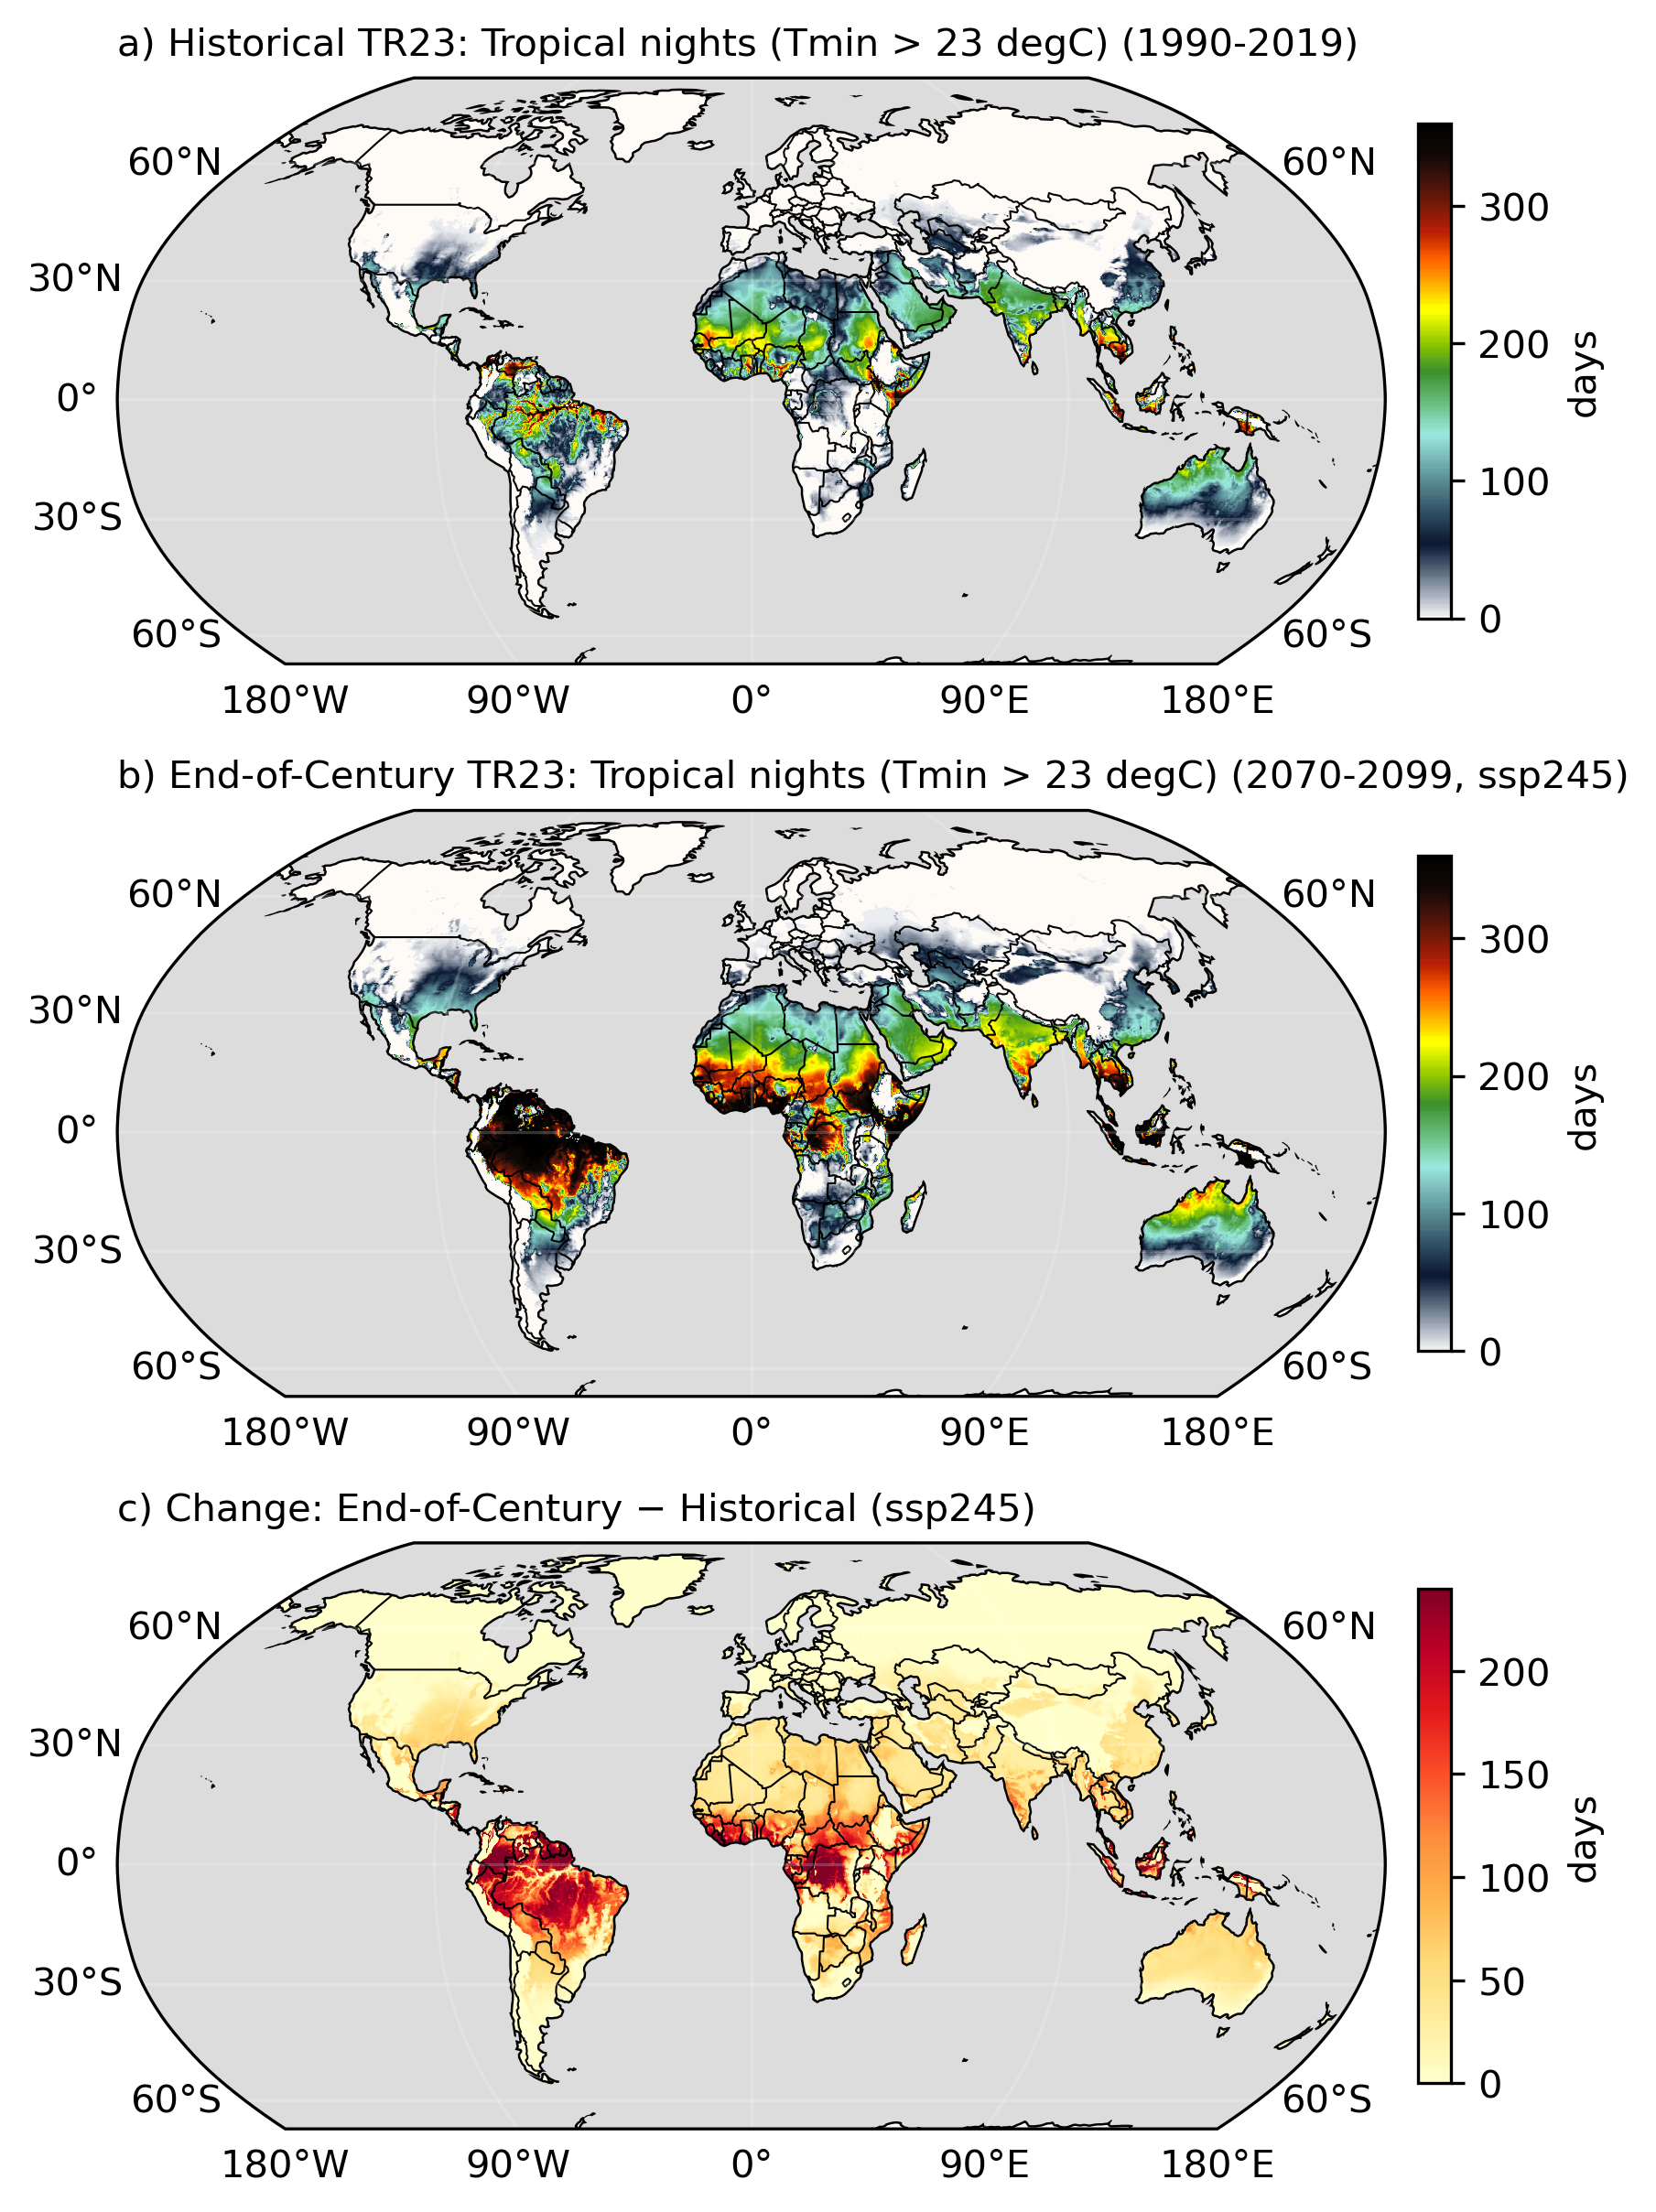 a) Historical TR23: Tropical nights (Tmin > 23 degC) (1990-2019)
60°N
60°N
30°N
0°
30°S
60°S
60°S
180°W
90°W
0°
90°E
180°E
300
200
100
0
days
b) End-of-Century TR23: Tropical nights (Tmin > 23 degC) (2070-2099, ssp245)
60°N
60°N
30°N
0°
30°S
60°S
60°S
180°W
90°W
0°
90°E
180°E
300
200
100
0
days
c) Change: End-of-Century − Historical (ssp245)
60°N
60°N
30°N
0°
30°S
60°S
60°S
180°W
90°W
0°
90°E
180°E
200
150
100
50
0
days